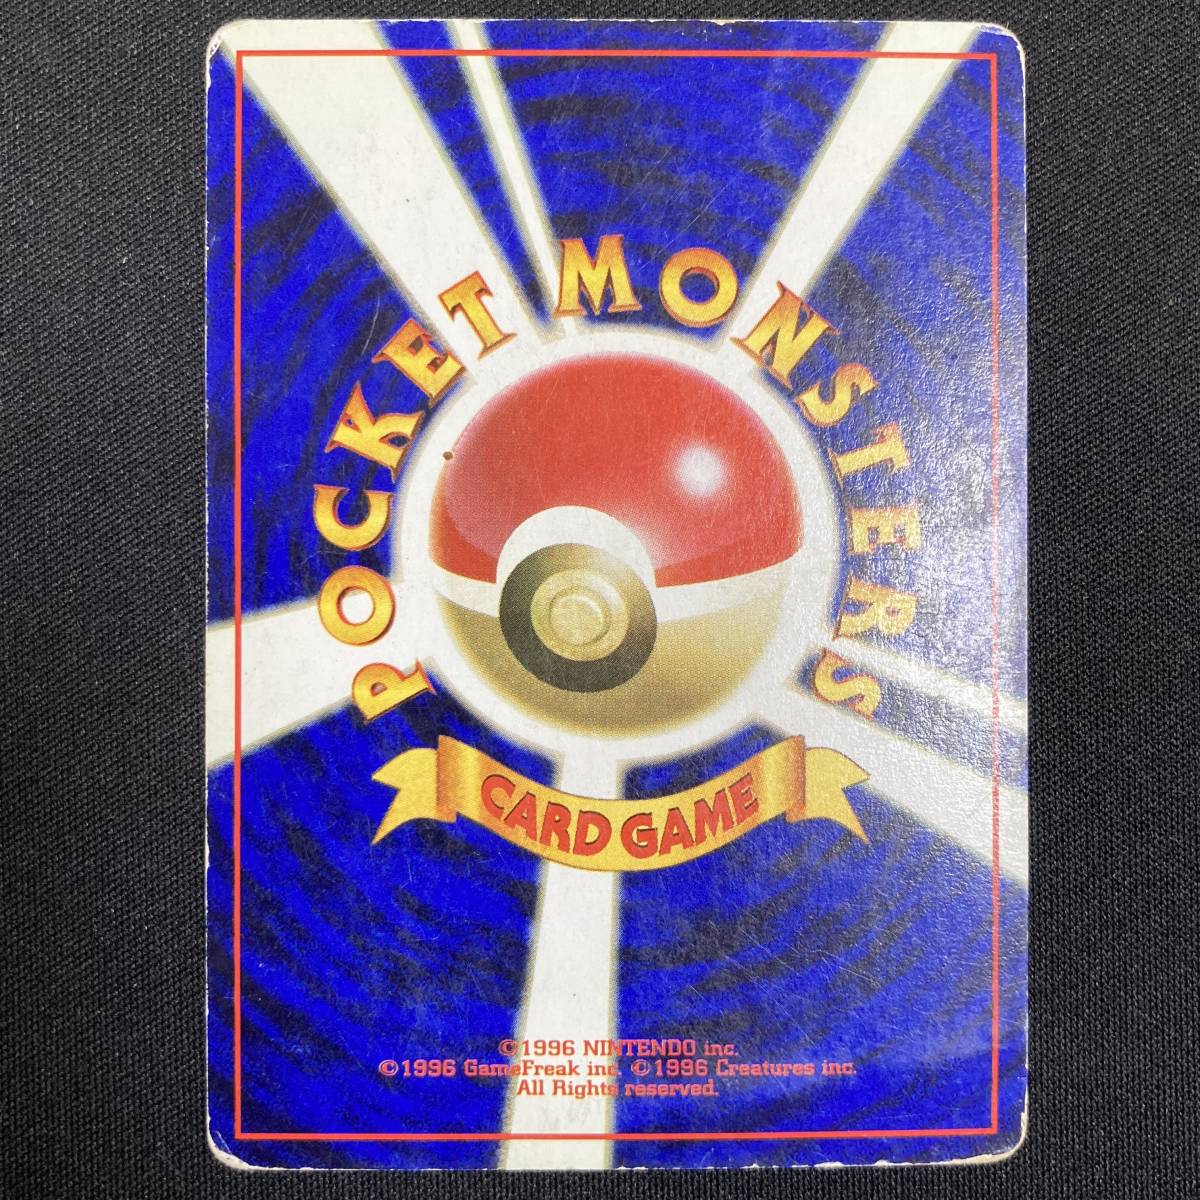 POCKET MONSTERS
CARD GAME
©1996 NINTENDO inc.
©1996 GameFreak inc. ©1996 Creatures inc.
All Rights reserved.